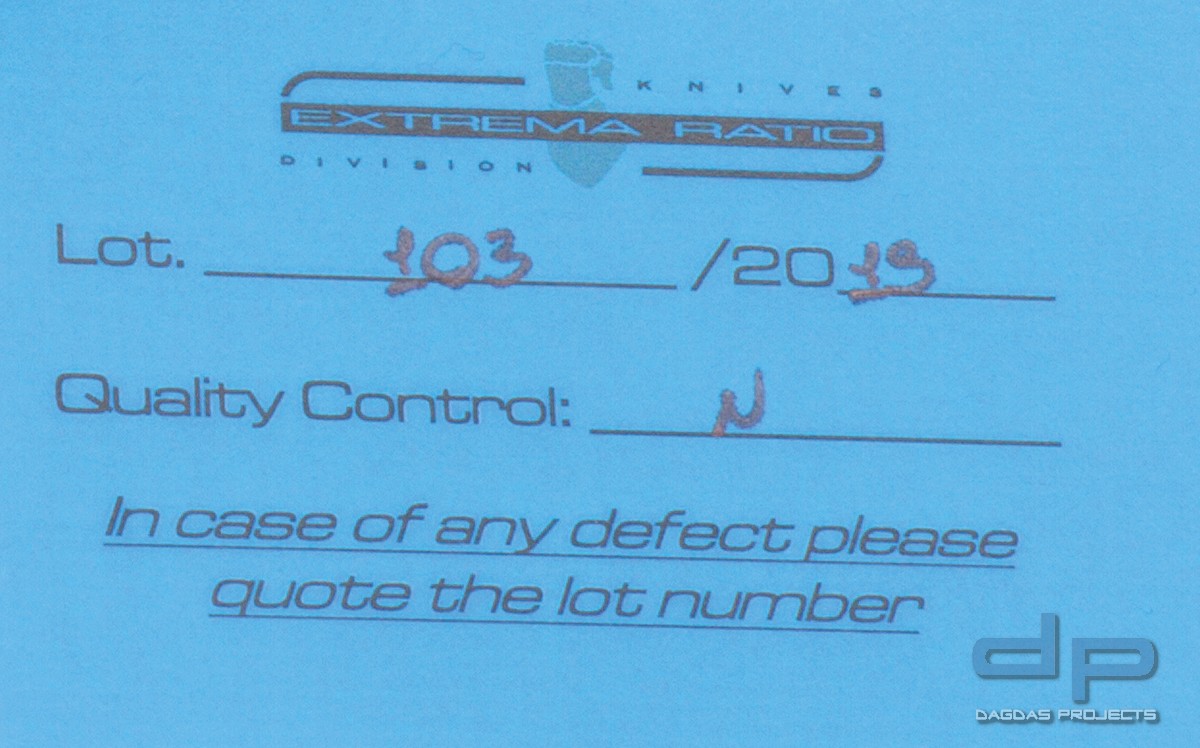 KNIVES
EXTREMA RATIO
DIVISION
Lot. 103 /2019
Quality Control: N
In case of any defect please
quote the lot number
dp
DAGDAS PROJECTS